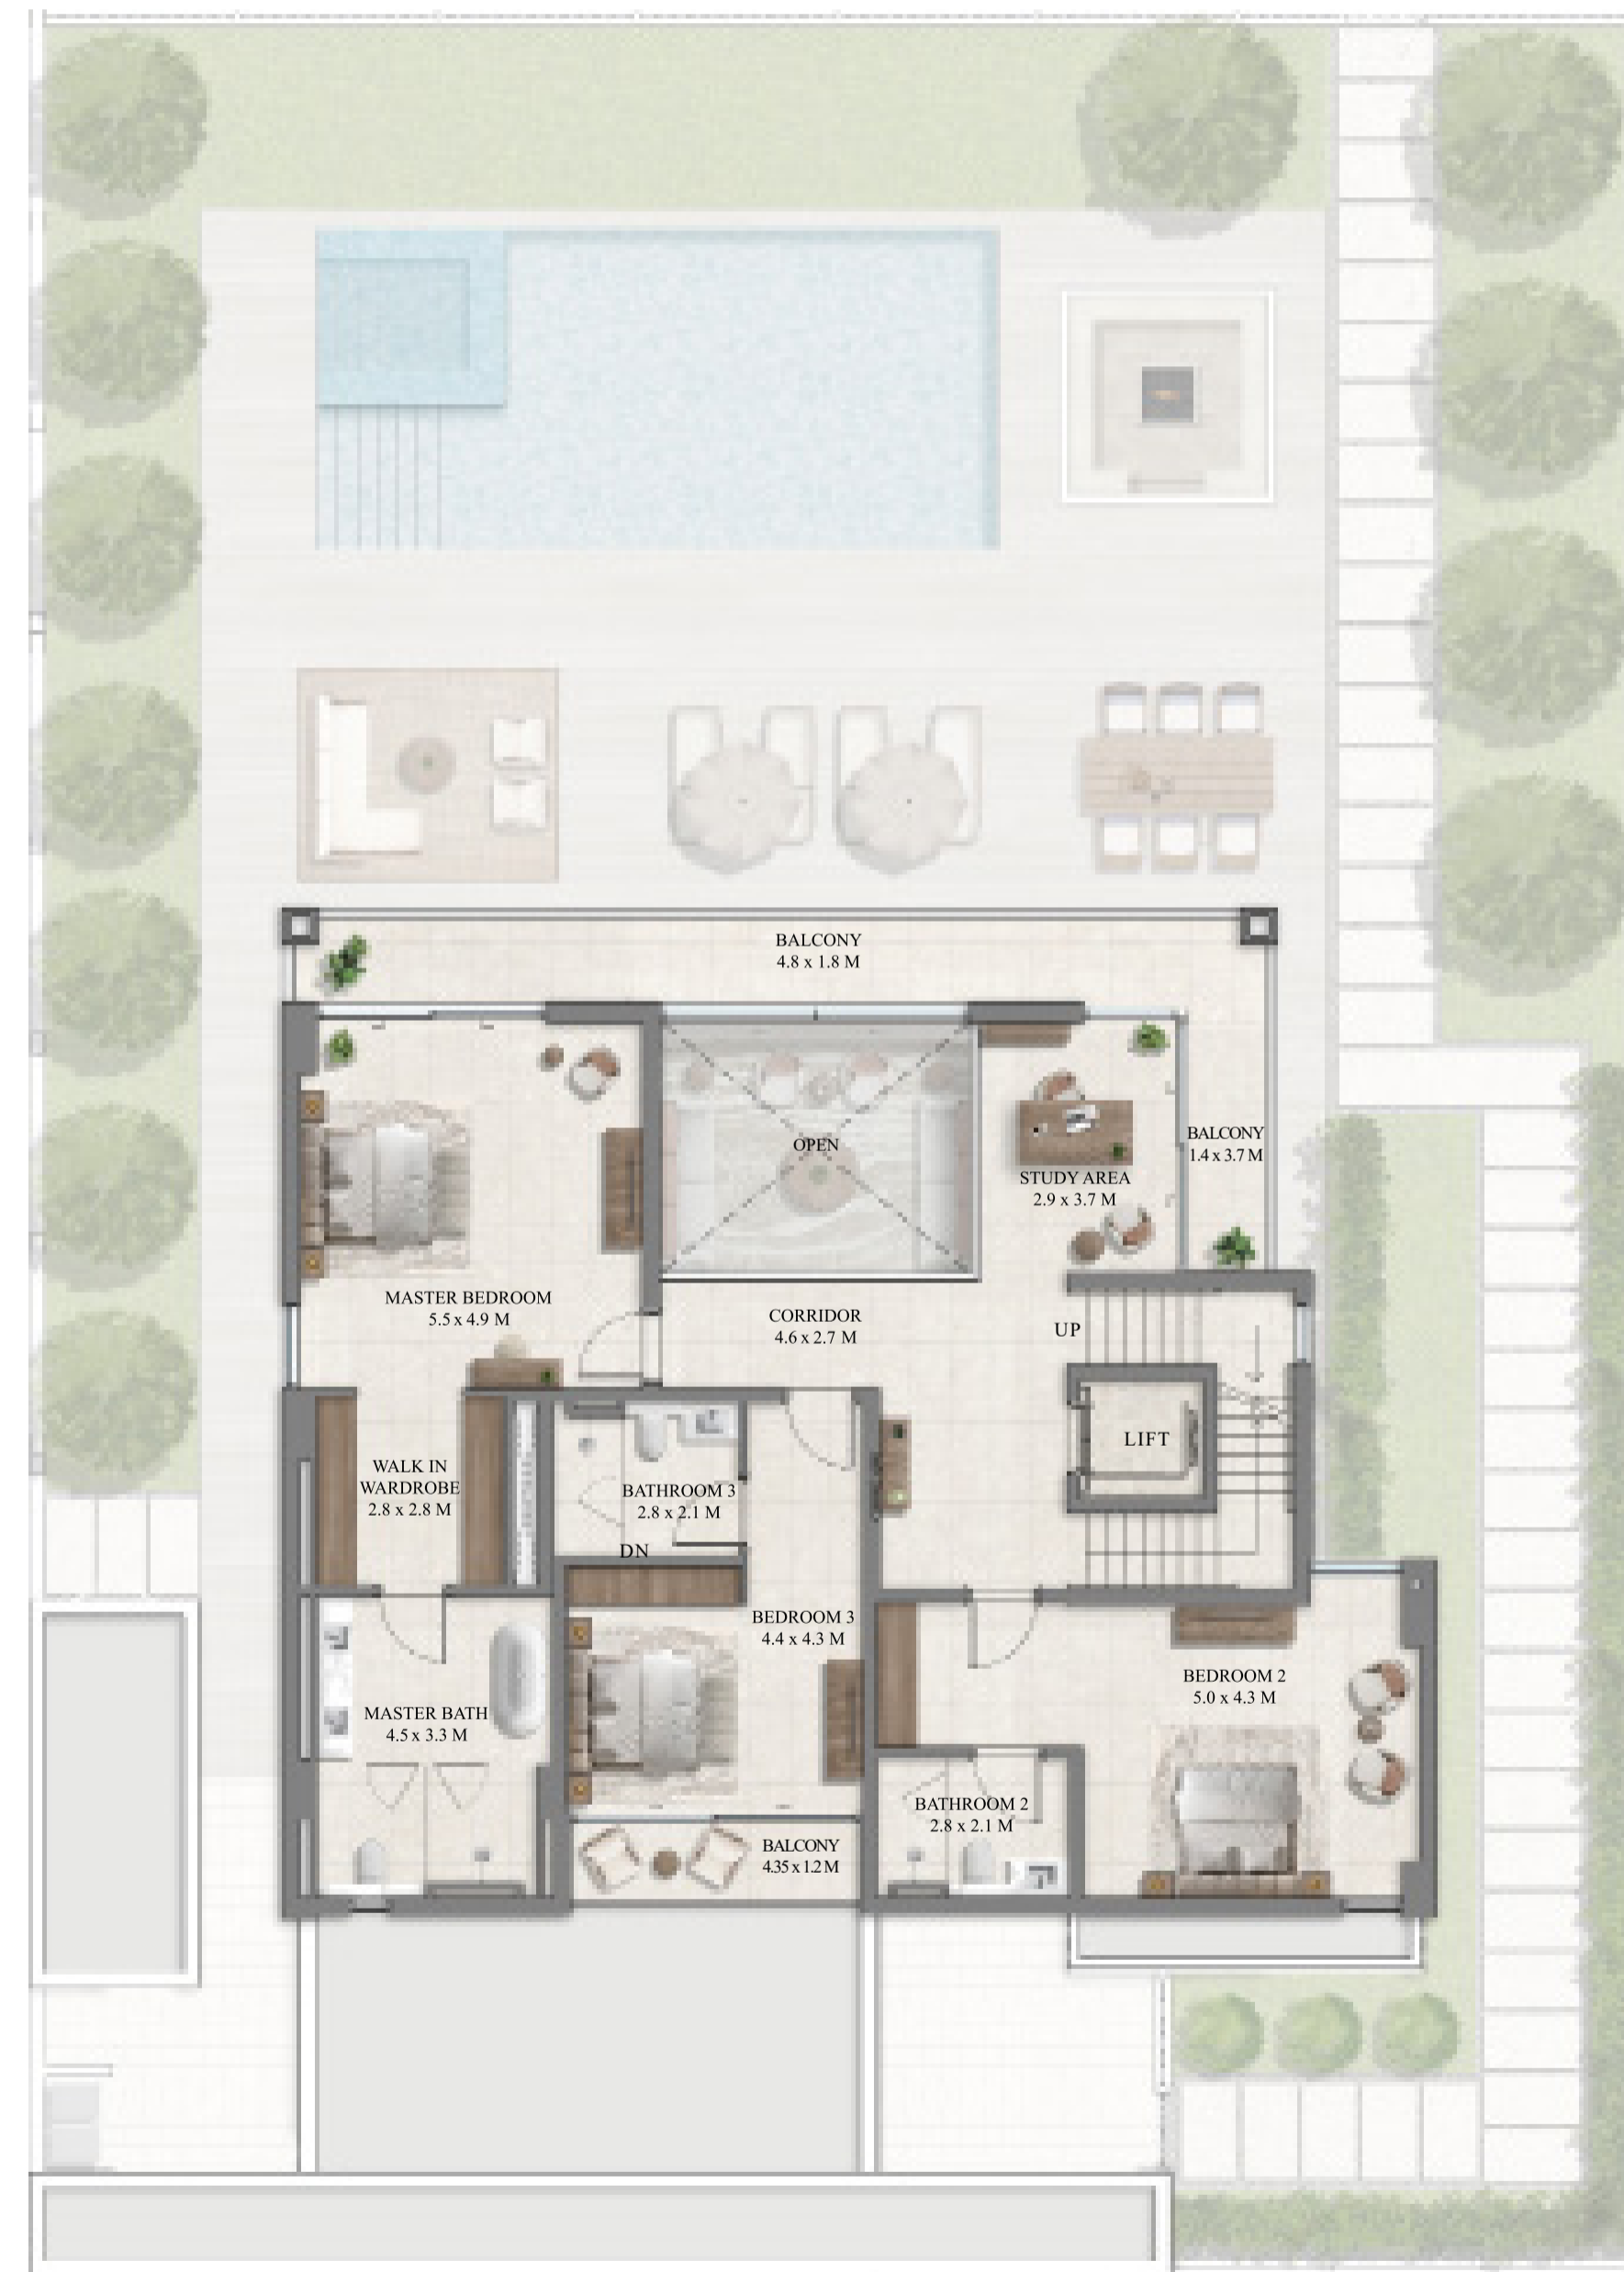 BALCONY
4.8 x 1.8 M
OPEN
BALCONY
1.4 x 3.7 M
STUDY AREA
2.9 x 3.7 M
MASTER BEDROOM
5.5 x 4.9 M
CORRIDOR
4.6 x 2.7 M
UP
LIFT
WALK IN
WARDROBE
2.8 x 2.8 M
BATHROOM 3
2.8 x 2.1 M
DN
BEDROOM 3
4.4 x 4.3 M
BEDROOM 2
5.0 x 4.3 M
MASTER BATH
4.5 x 3.3 M
BATHROOM 2
2.8 x 2.1 M
BALCONY
4.35 x 1.2 M